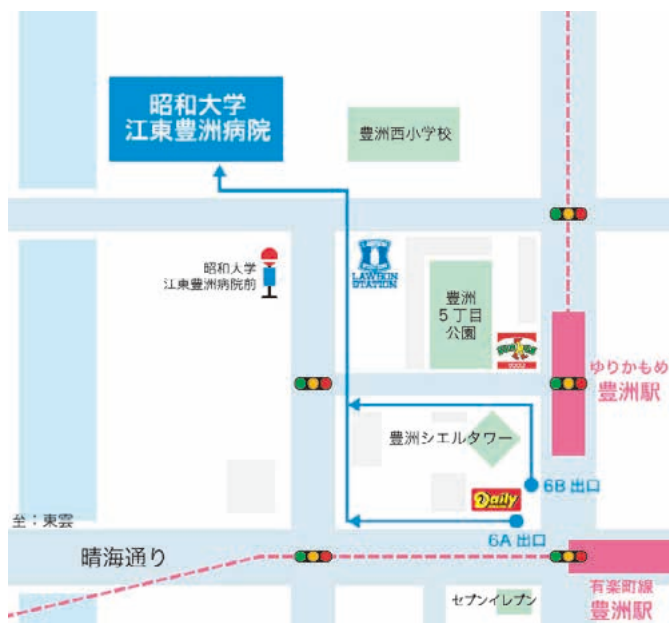 昭和大学
江東豊洲病院
豊洲西小学校
昭和大学
江東豊洲病院前
LAWSON
STATION
豊洲
5丁目
公園
ゆりかもめ
豊洲駅
豊洲シエルタワー
6B 出口
Daily
6A 出口
至：東雲
晴海通り
有楽町線
豊洲駅
セブンイレブン